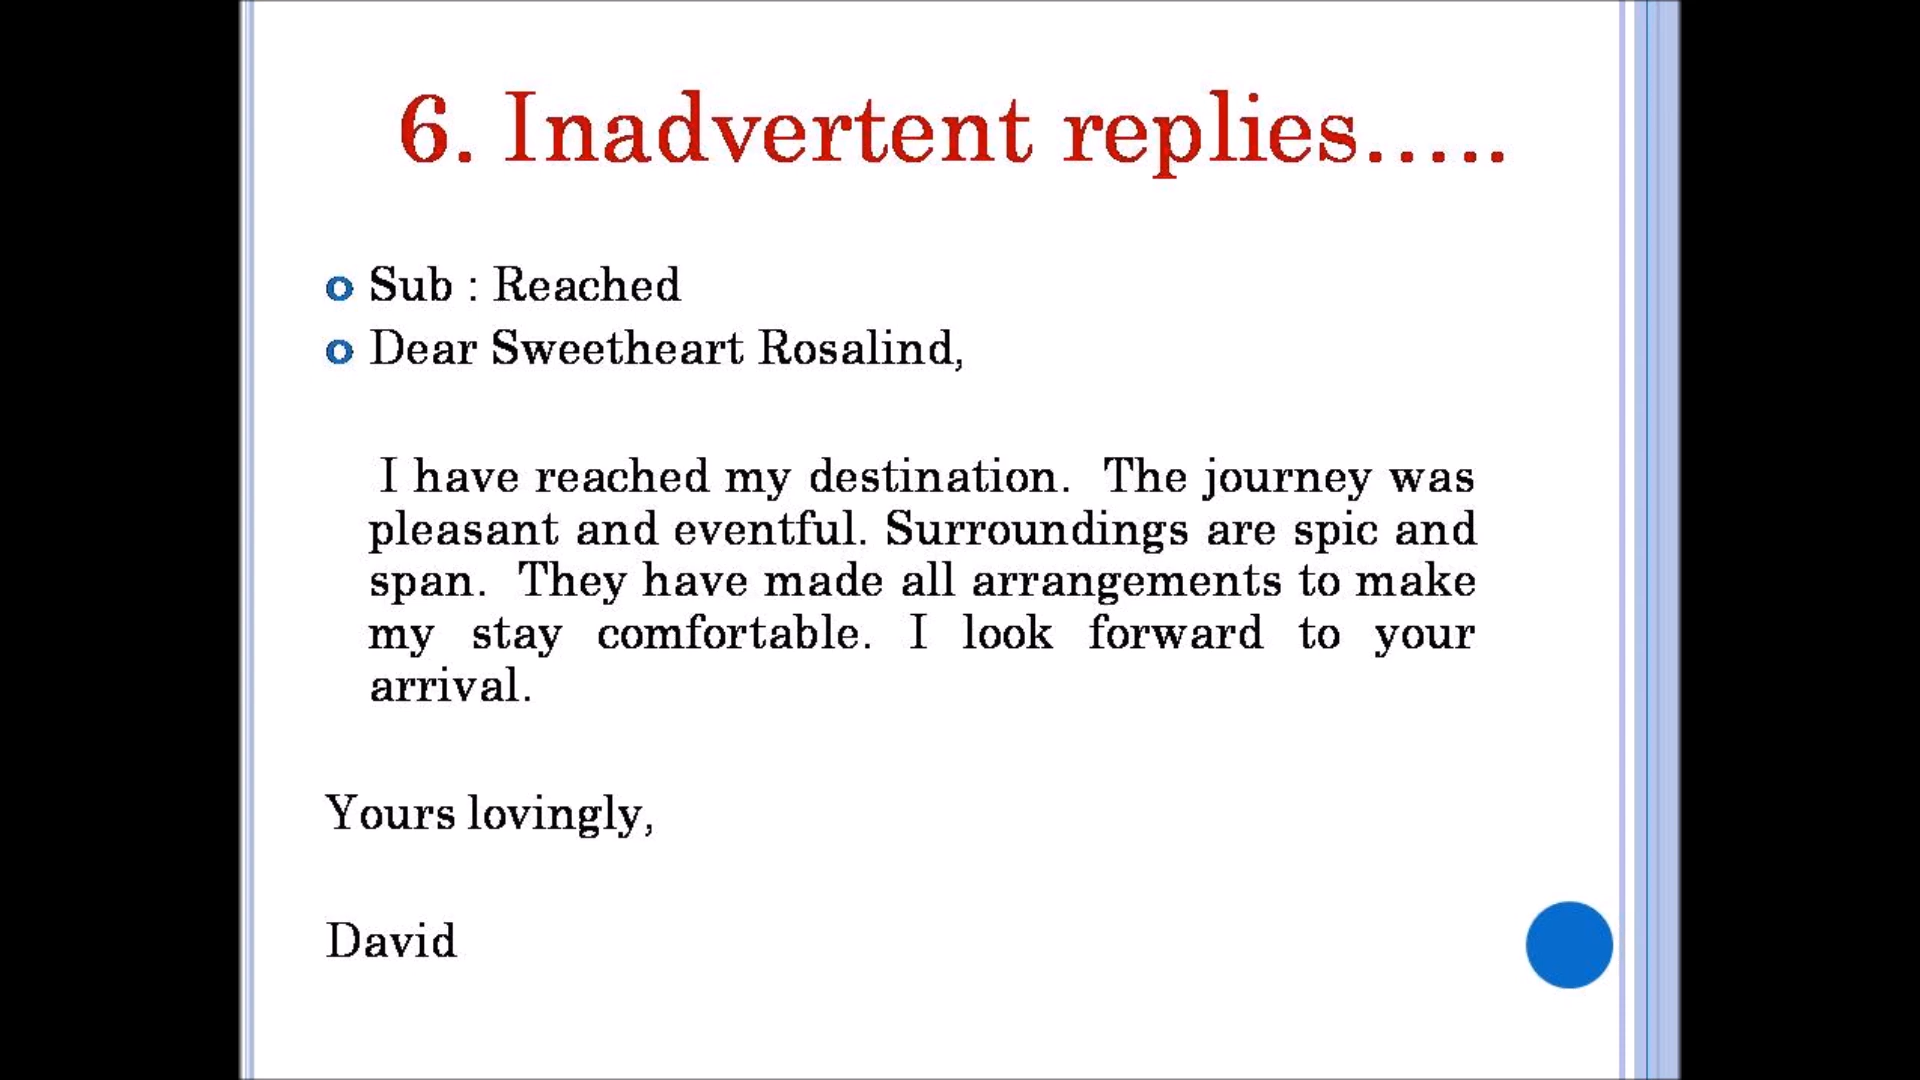 6. Inadvertent replies.....
Sub : Reached
Dear Sweetheart Rosalind,
I have reached my destination. The journey was
pleasant and eventful. Surroundings are spic and
span. They have made all arrangements to make
my stay comfortable. I look forward to your
arrival.
Yours lovingly,
David